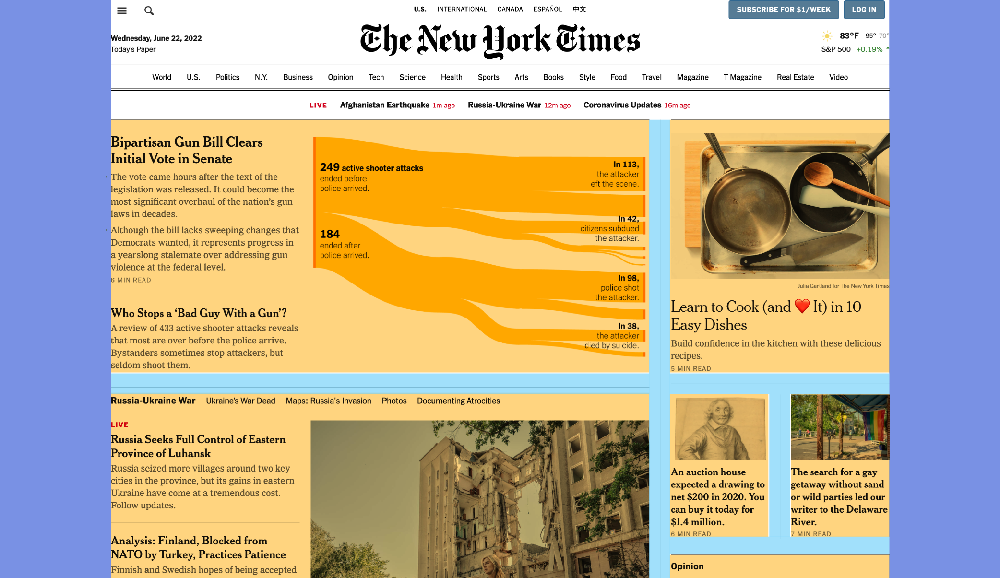 U.S. INTERNATIONAL CANADA ESPAÑOL 中文
SUBSCRIBE FOR $1/WEEK LOG IN
Wednesday, June 22, 2022
Today's Paper
The New York Times
83°F 95° 70°
S&P 500 +0.19% ↑
World U.S. Politics N.Y. Business Opinion Tech Science Health Sports Arts Books Style Food Travel Magazine T Magazine Real Estate Video
LIVE Afghanistan Earthquake 1m ago Russia-Ukraine War 12m ago Coronavirus Updates 16m ago
Bipartisan Gun Bill Clears
Initial Vote in Senate
• The vote came hours after the text of the
legislation was released. It could become the
most significant overhaul of the nation's gun
laws in decades.
• Although the bill lacks sweeping changes that
Democrats wanted, it represents progress in
a yearslong stalemate over addressing gun
violence at the federal level.
6 MIN READ
Who Stops a ‘Bad Guy With a Gun’?
A review of 433 active shooter attacks reveals
that most are over before the police arrive.
Bystanders sometimes stop attackers, but
seldom shoot them.
249 active shooter attacks
ended before
police arrived.
184
ended after
police arrived.
In 113,
the attacker
left the scene.
In 42,
citizens subdued
the attacker.
In 98,
police shot
the attacker.
In 38,
the attacker
died by suicide.
Julia Gartland for The New York Times
Learn to Cook (and ❤️ It) in 10
Easy Dishes
Build confidence in the kitchen with these delicious
recipes.
5 MIN READ
Russia-Ukraine War Ukraine’s War Dead Maps: Russia's Invasion Photos Documenting Atrocities
LIVE
Russia Seeks Full Control of Eastern
Province of Luhansk
Russia seized more villages around two key
cities in the province, but its gains in eastern
Ukraine have come at a tremendous cost.
Follow updates.
Analysis: Finland, Blocked from
NATO by Turkey, Practices Patience
Finnish and Swedish hopes of being accepted
An auction house
expected a drawing to
net $200 in 2020. You
can buy it today for
$1.4 million.
6 MIN READ
The search for a gay
getaway without sand
or wild parties led our
writer to the Delaware
River.
7 MIN READ
Opinion